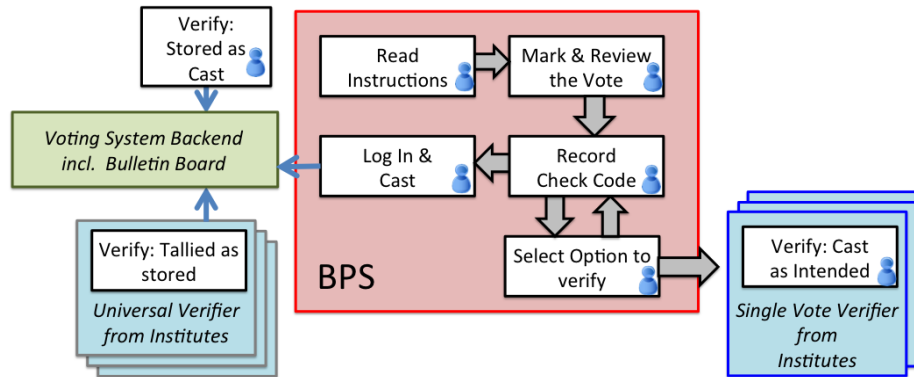 Verify:
Stored as
Cast
Voting System Backend
incl. Bulletin Board
Verify: Tallied as
stored
Universal Verifier
from Institutes
Read
Instructions
Mark & Review
the Vote
Log In &
Cast
Record
Check Code
Select Option to
verify
BPS
Verify: Cast
as Intended
Single Vote Verifier
from
Institutes